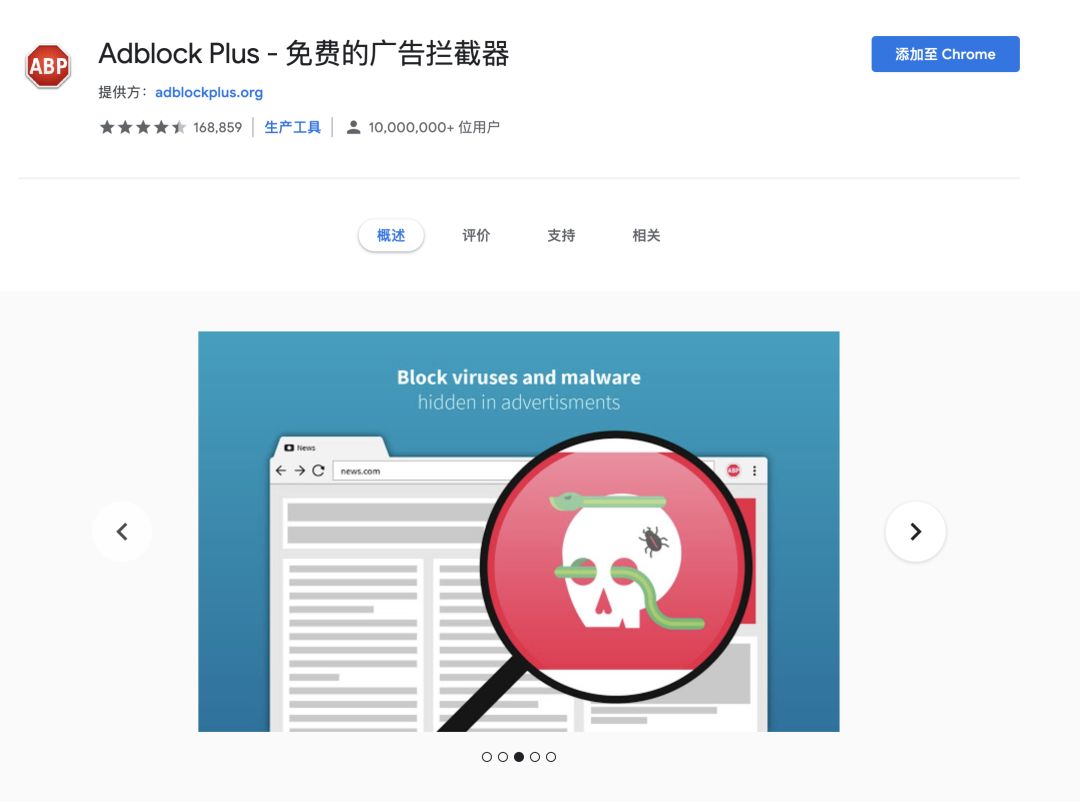 ABP
Adblock Plus - 免费的广告拦截器
添加至 Chrome
提供方： adblockplus.org
168,859
生产工具
10,000,000+ 位用户
概述
评价
支持
相关
Block viruses and malware
hidden in advertisments
News
news.com
ABP